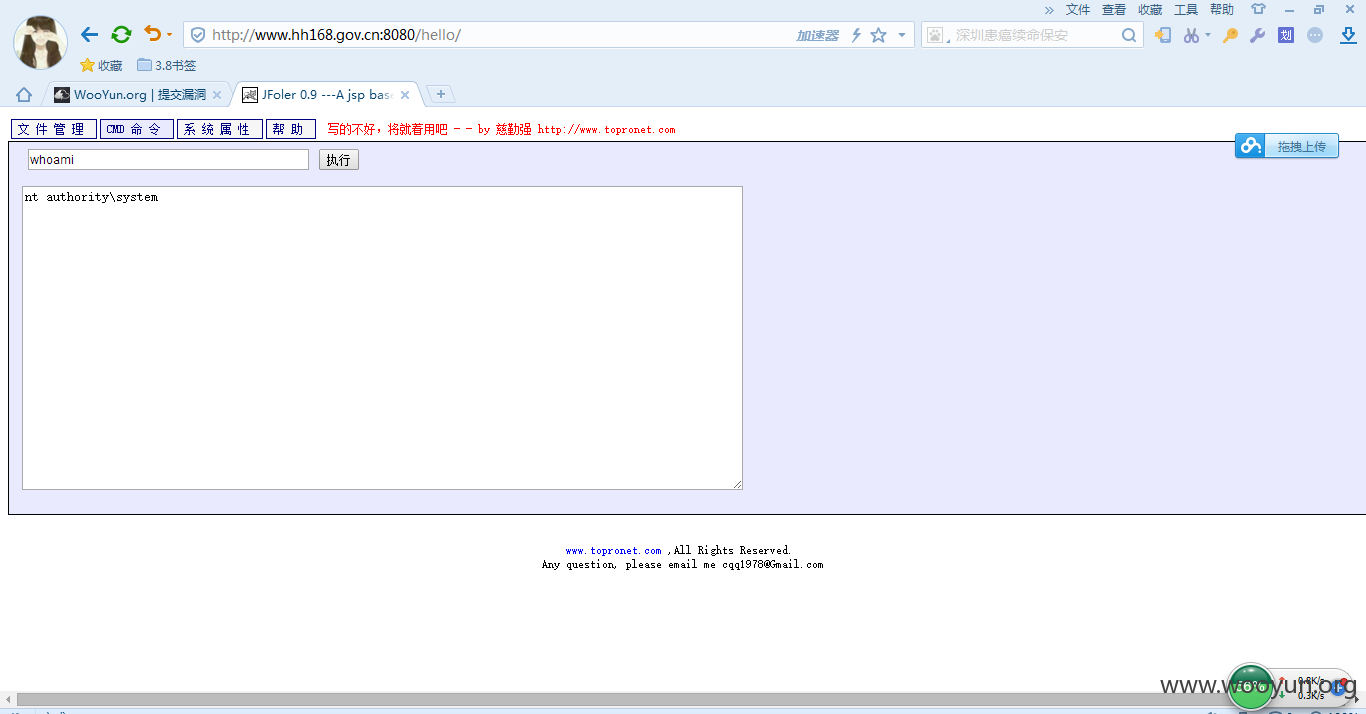 » 文件 查看 收藏 工具 帮助
http://www.hh168.gov.cn:8080/hello/ 加速器 深圳患癌续命保安 划
收藏 3.8书签
WooYun.org | 提交漏洞 JFoler 0.9 ---A jsp bas
文件管理 CMD 命令 系统属性 帮助 写的不好，将就着用吧 - - by 慈勤强 http://www.topronet.com
拖拽上传
whoami 执行
nt authority\system
www.topronet.com ,All Rights Reserved.
Any question, please email me cqq1978@Gmail.com
www.wooyun.org
0.3K/s